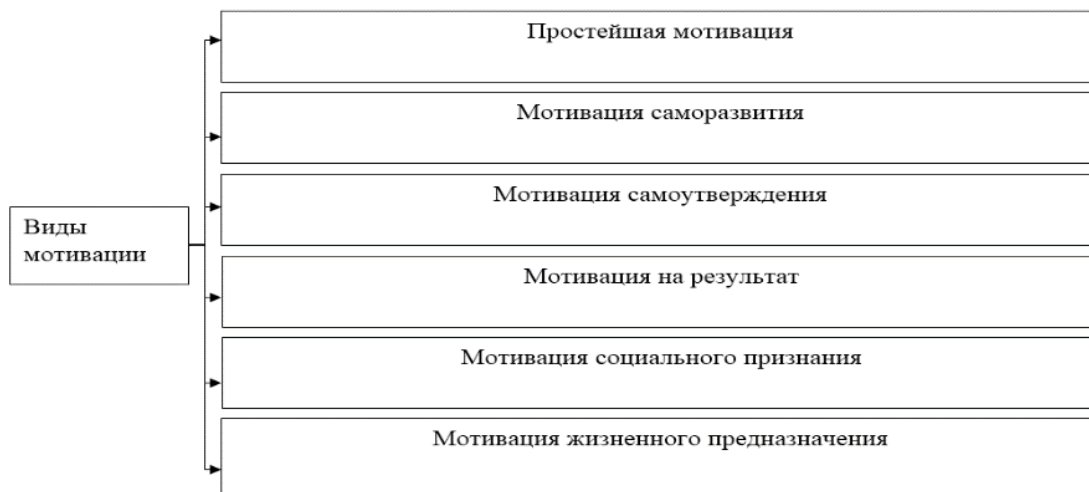 Простейшая мотивация
Мотивация саморазвития
Мотивация самоутверждения
Виды
мотивации
Мотивация на результат
Мотивация социального признания
Мотивация жизненного предназначения